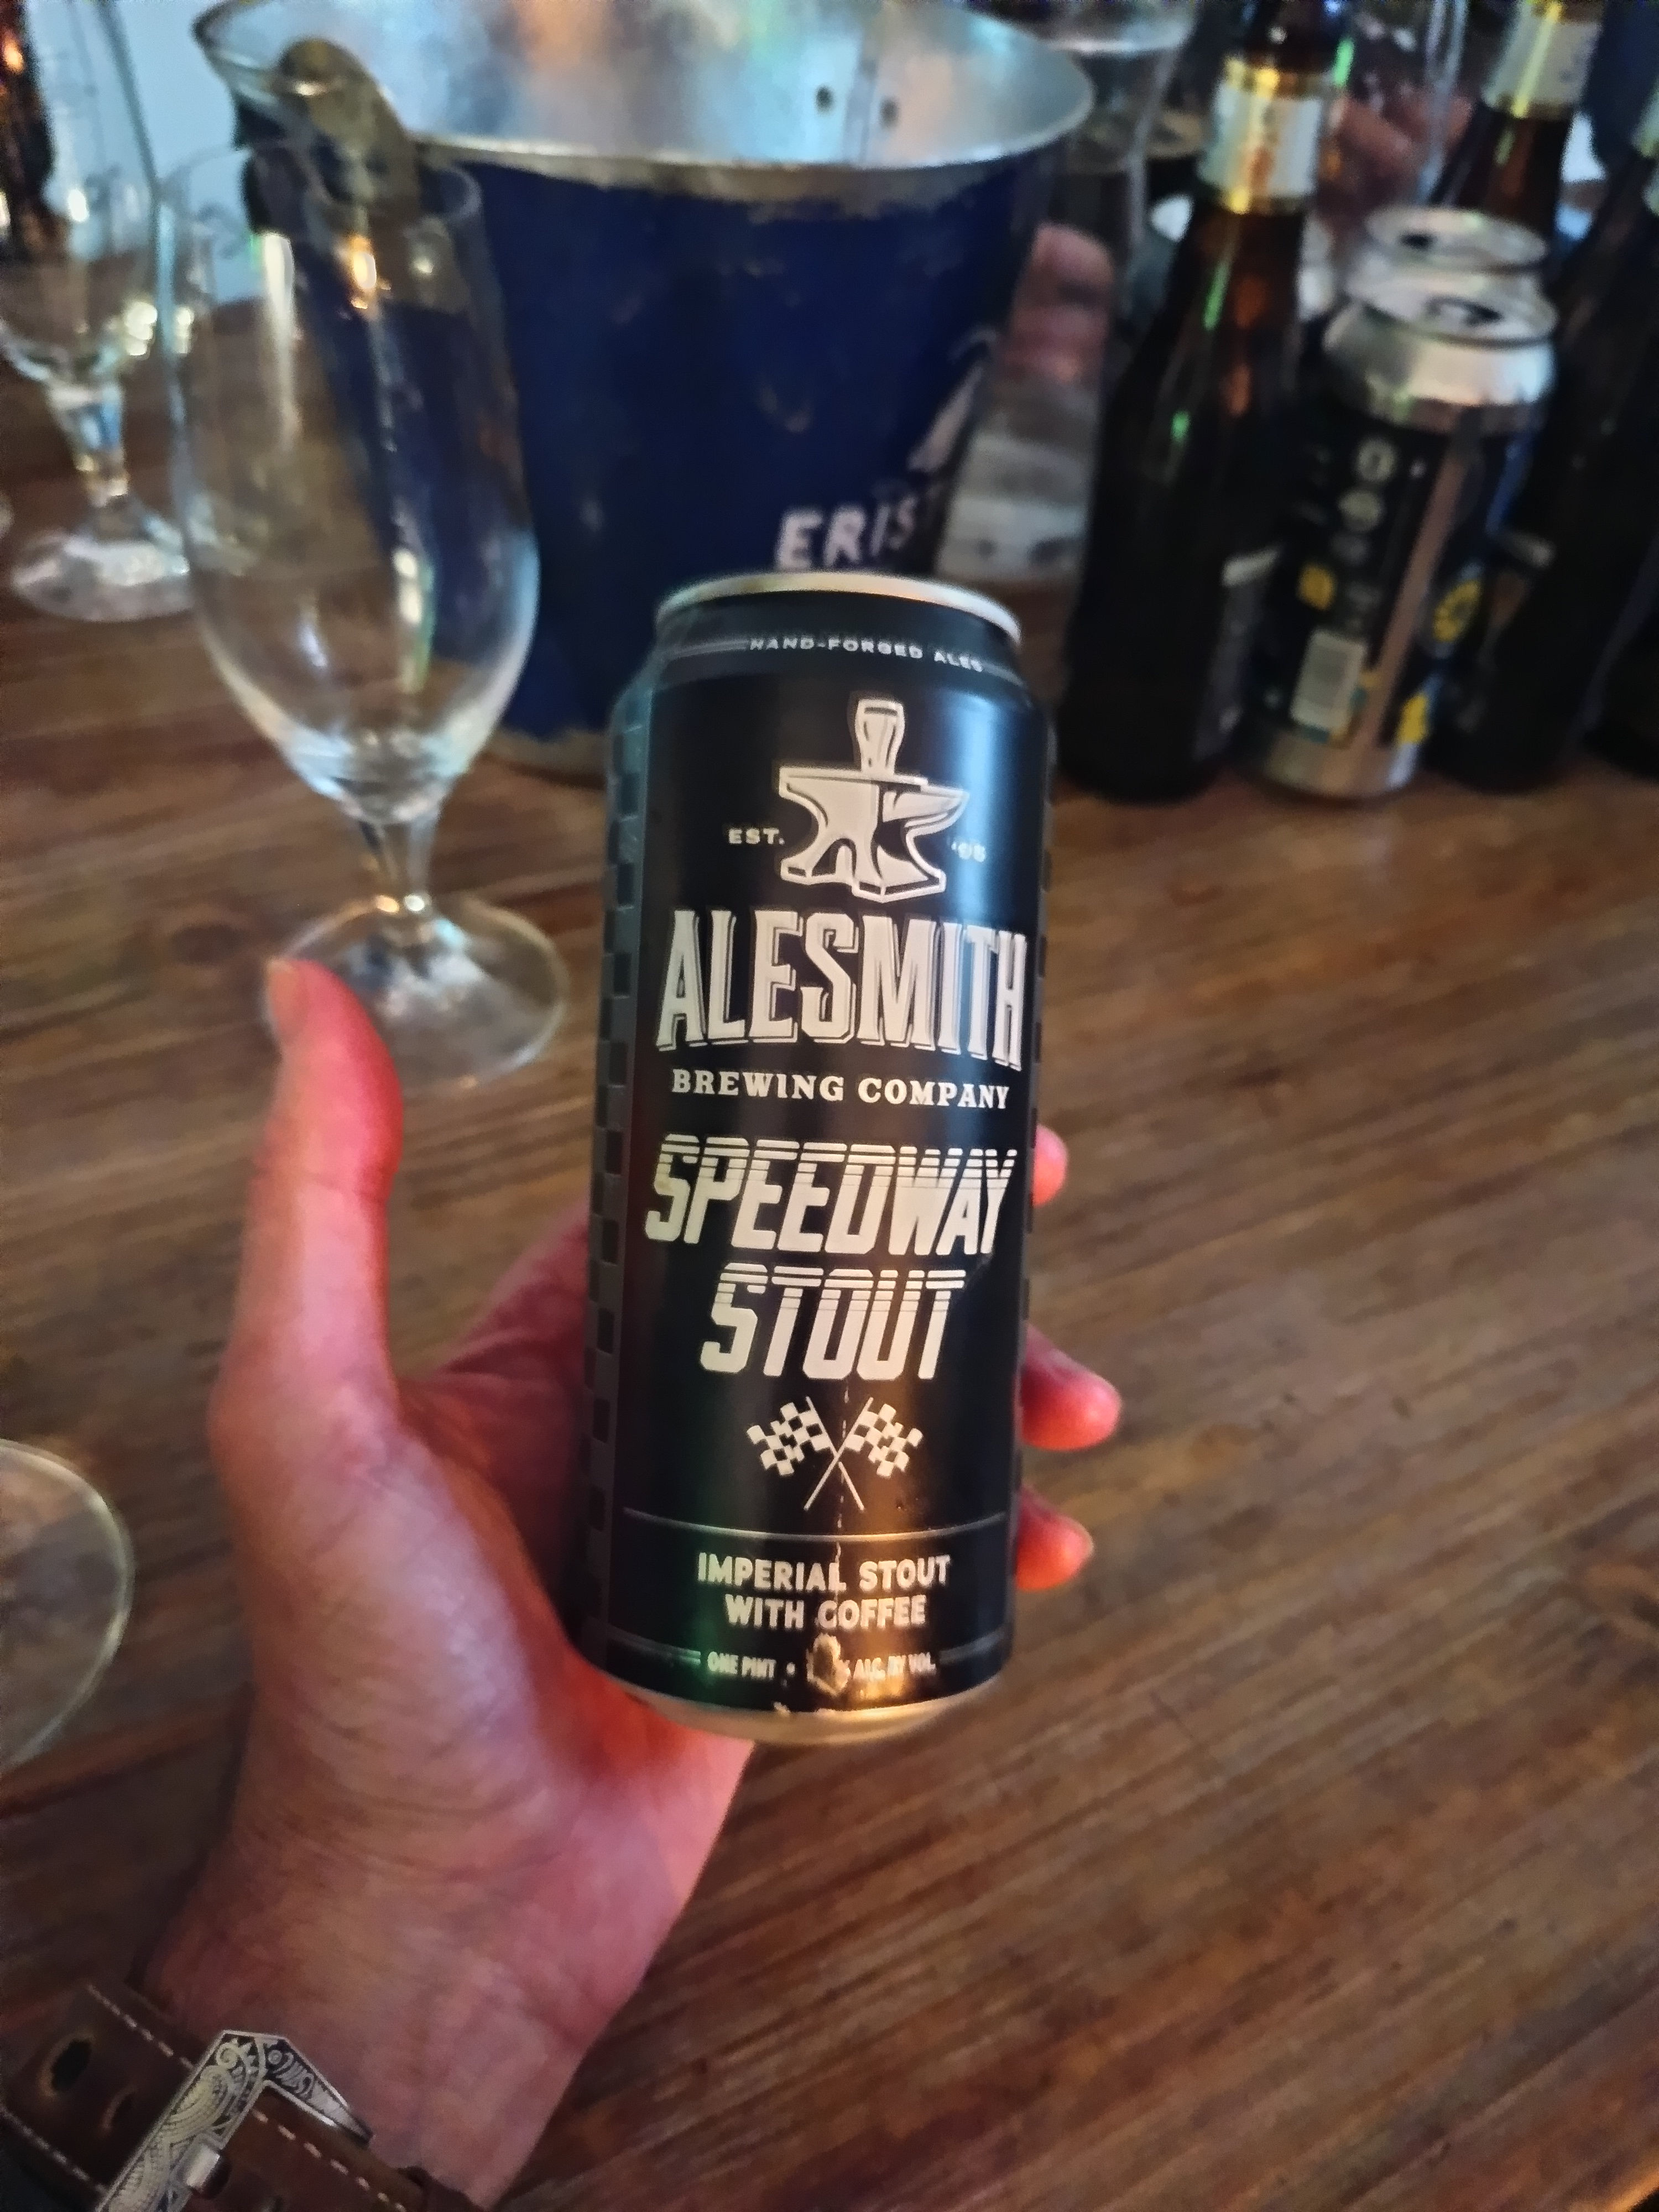 ERIS
HAND-FORGED ALES
EST. '95
ALESMITH
BREWING COMPANY
SPEEDWAY
STOUT
IMPERIAL STOUT
WITH COFFEE
ONE PINT • % ALC. BY VOL.